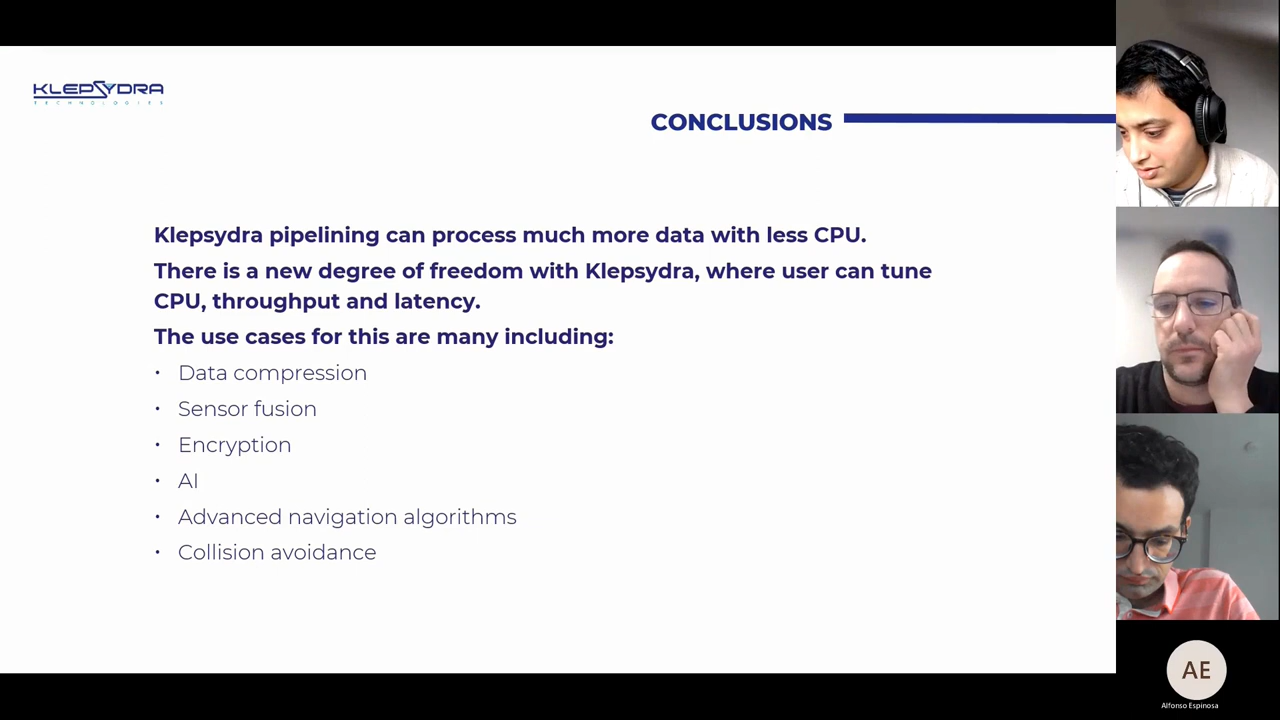 KLEPSYDRA
TECHNOLOGIES
CONCLUSIONS
Klepsydra pipelining can process much more data with less CPU.
There is a new degree of freedom with Klepsydra, where user can tune
CPU, throughput and latency.
The use cases for this are many including:
• Data compression
• Sensor fusion
• Encryption
• AI
• Advanced navigation algorithms
• Collision avoidance
AE
Alfonso Espinosa